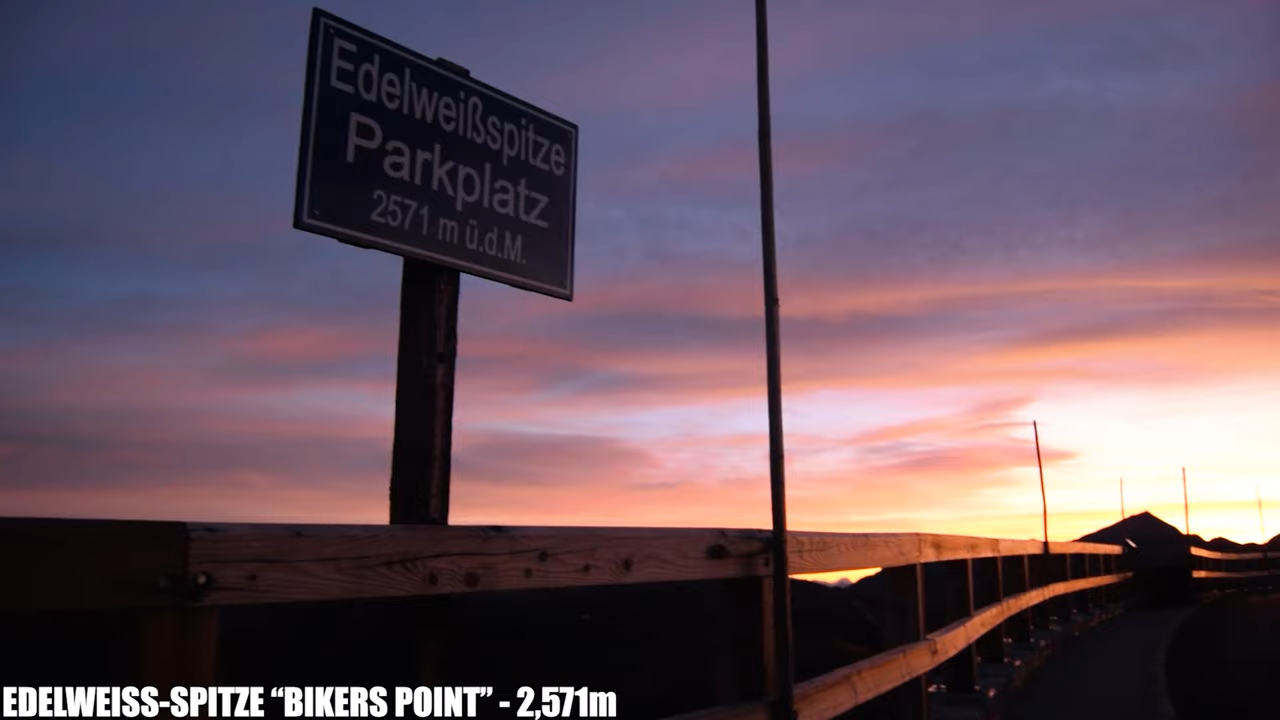 Edelweißspitze
Parkplatz
2571 m ü.d.M.
EDELWEISS-SPITZE “BIKERS POINT” - 2,571m